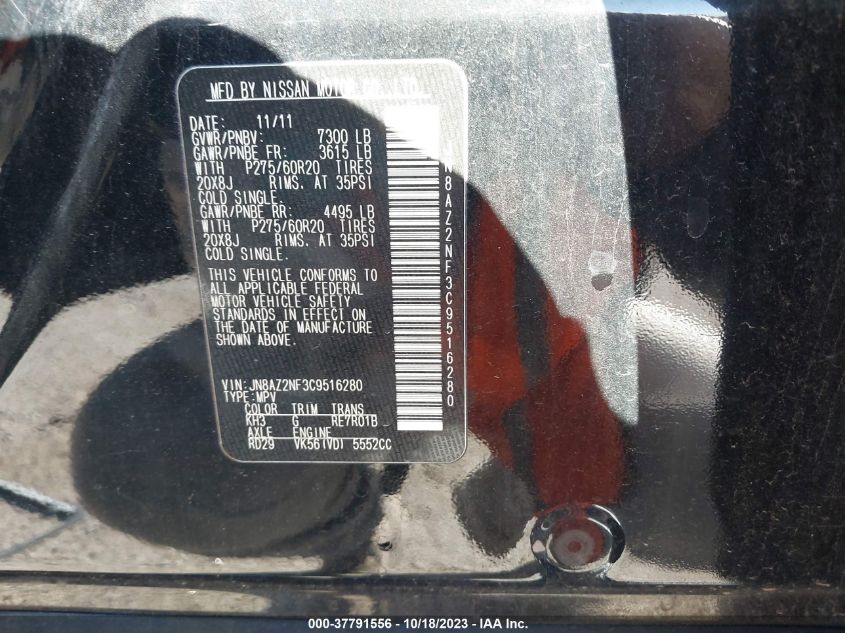 MFD BY NISSAN MOTOR CO., LTD.
DATE: 11/11
GVWR/PNBV: 7300 LB
GAWR/PNBE FR: 3615 LB
WITH P275/60R20 TIRES
20X8J RIMS. AT 35PSI
COLD SINGLE.
GAWR/PNBE RR: 4495 LB
WITH P275/60R20 TIRES
20X8J RIMS. AT 35PSI
COLD SINGLE.
THIS VEHICLE CONFORMS TO
ALL APPLICABLE FEDERAL
MOTOR VEHICLE SAFETY
STANDARDS IN EFFECT ON
THE DATE OF MANUFACTURE
SHOWN ABOVE.
VIN:JN8AZ2NF3C9516280
TYPE:MPV
COLOR TRIM TRANS
KH3 G RE7R01B
AXLE ENGINE
RD29 VK56(VD) 5552CC
N8AZ2NF3C9516280
000-37791556 - 10/18/2023 - IAA Inc.